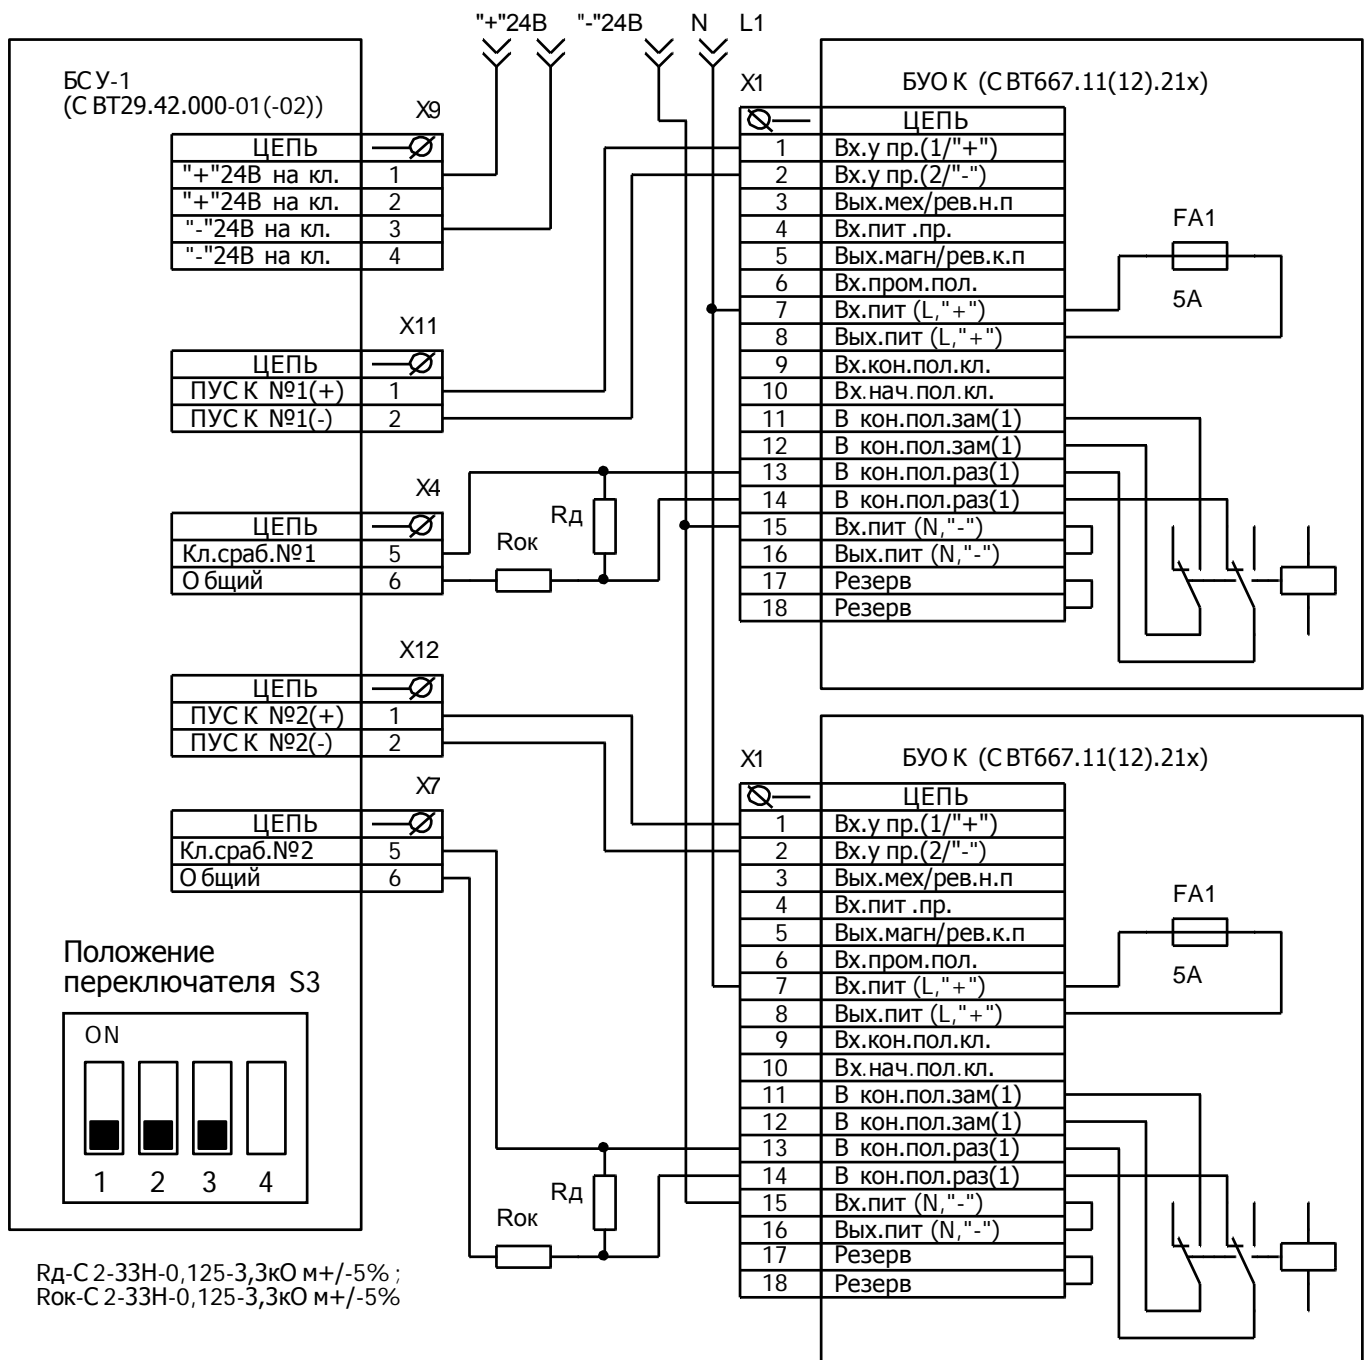 "+"24В "-"24В N L1
БСУ-1
(СВТ29.42.000-01(-02))
X9
ЦЕПЬ
"+"24В на кл. 1
"+"24В на кл. 2
"-"24В на кл. 3
"-"24В на кл. 4
X11
ЦЕПЬ
ПУСК №1(+) 1
ПУСК №1(-) 2
X4
ЦЕПЬ
Кл.сраб.№1 5
Общий 6
Rок
Rд
X12
ЦЕПЬ
ПУСК №2(+) 1
ПУСК №2(-) 2
X7
ЦЕПЬ
Кл.сраб.№2 5
Общий 6
Rок
Rд
Положение
переключателя S3
ON
1 2 3 4
Rд-С2-33Н-0,125-3,3кОм+/-5%;
Rок-С2-33Н-0,125-3,3кОм+/-5%
X1
БУОК (СВТ667.11(12).21х)
ЦЕПЬ
1 Вх.упр.(1/"+")
2 Вх.упр.(2/"-")
3 Вых.мех/рев.н.п
4 Вх.пит.пр.
5 Вых.магн/рев.к.п
6 Вх.пром.пол.
7 Вх.пит (L,"+")
8 Вых.пит (L,"+")
9 Вх.кон.пол.кл.
10 Вх.нач.пол.кл.
11 В кон.пол.зам(1)
12 В кон.пол.зам(1)
13 В кон.пол.раз(1)
14 В кон.пол.раз(1)
15 Вх.пит (N,"-")
16 Вых.пит (N,"-")
17 Резерв
18 Резерв
FA1
5А
X1
БУОК (СВТ667.11(12).21х)
ЦЕПЬ
1 Вх.упр.(1/"+")
2 Вх.упр.(2/"-")
3 Вых.мех/рев.н.п
4 Вх.пит.пр.
5 Вых.магн/рев.к.п
6 Вх.пром.пол.
7 Вх.пит (L,"+")
8 Вых.пит (L,"+")
9 Вх.кон.пол.кл.
10 Вх.нач.пол.кл.
11 В кон.пол.зам(1)
12 В кон.пол.зам(1)
13 В кон.пол.раз(1)
14 В кон.пол.раз(1)
15 Вх.пит (N,"-")
16 Вых.пит (N,"-")
17 Резерв
18 Резерв
FA1
5А